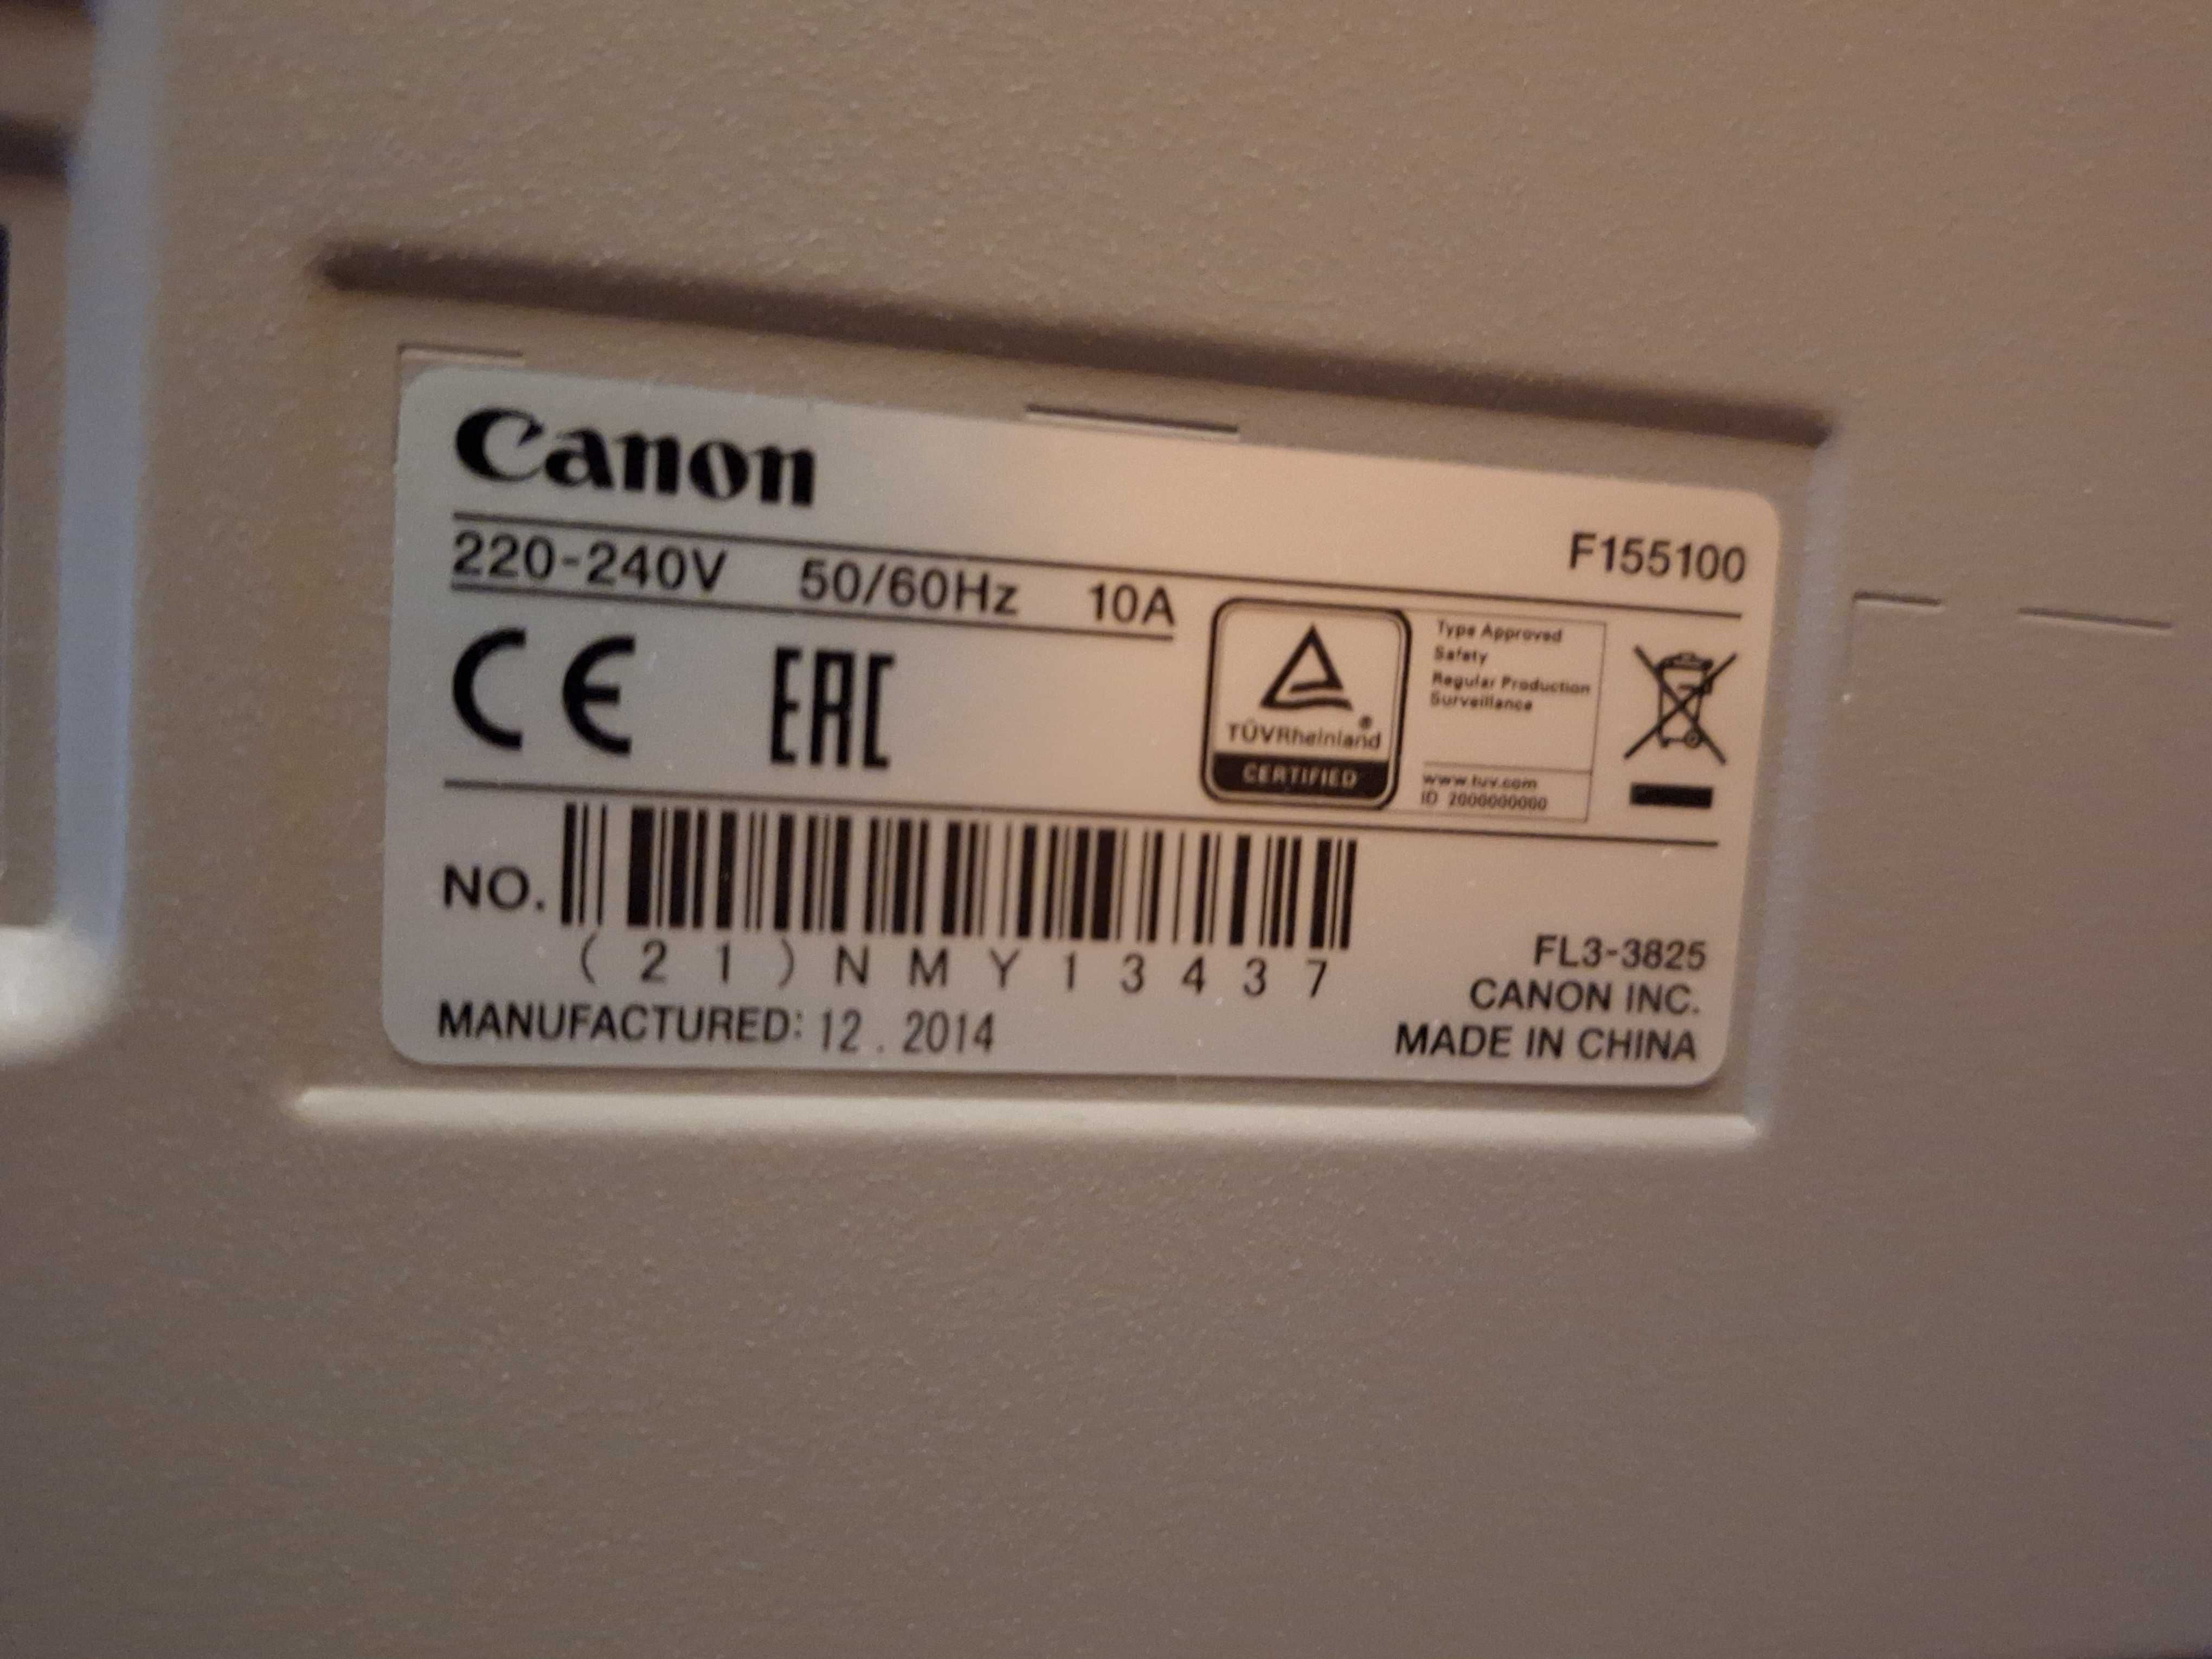 Canon
F155100
220-240V 50/60Hz 10A
CE EAC
TÜVRheinland®
CERTIFIED
Type Approved
Safety
Regular Production
Surveillance
www.tuv.com
ID 2000000000
NO.
(21)NMY13437
MANUFACTURED: 12.2014
FL3-3825
CANON INC.
MADE IN CHINA